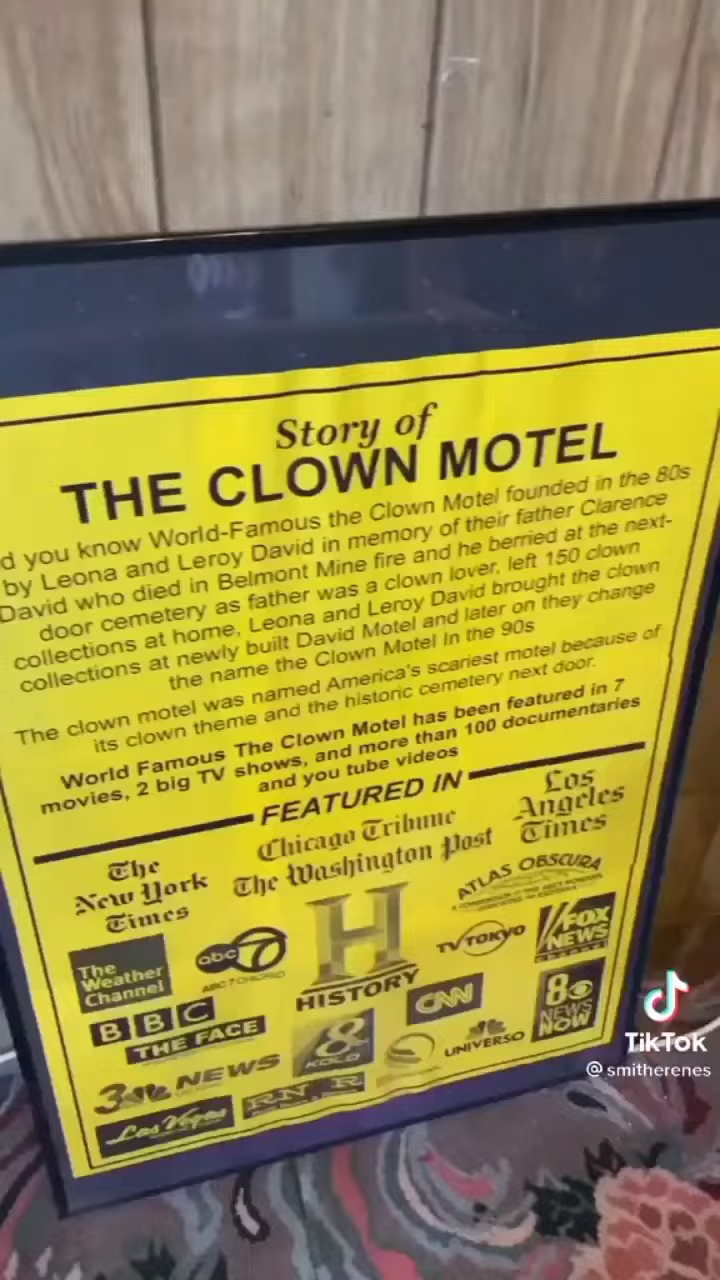 Story of
THE CLOWN MOTEL
d you know World-Famous the Clown Motel founded in the 80s
by Leona and Leroy David in memory of their father Clarence
David who died in Belmont Mine fire and he berried at the next-
door cemetery as father was a clown lover, left 150 clown
collections at home, Leona and Leroy David brought the clown
collections at newly built David Motel and later on they change
the name the Clown Motel In the 90s
The clown motel was named America's scariest motel because of
its clown theme and the historic cemetery next door.
World Famous The Clown Motel has been featured in 7
movies, 2 big TV shows, and more than 100 documentaries
and you tube videos
FEATURED IN
The
New York
Times
Chicago Tribune
The Washington Post
Los
Angeles
Times
ATLAS OBSCURA
The
Weather
Channel
abc 7
ABC 7 CHICAGO
H
HISTORY
TV TOKYO
FOX
NEWS
channel
BBC
THE FACE
8
KOLO
CNN
UNIVERSO
8
NEWS
NOW
3 NEWS
Las Vegas
RN R
TikTok
@smitherenes